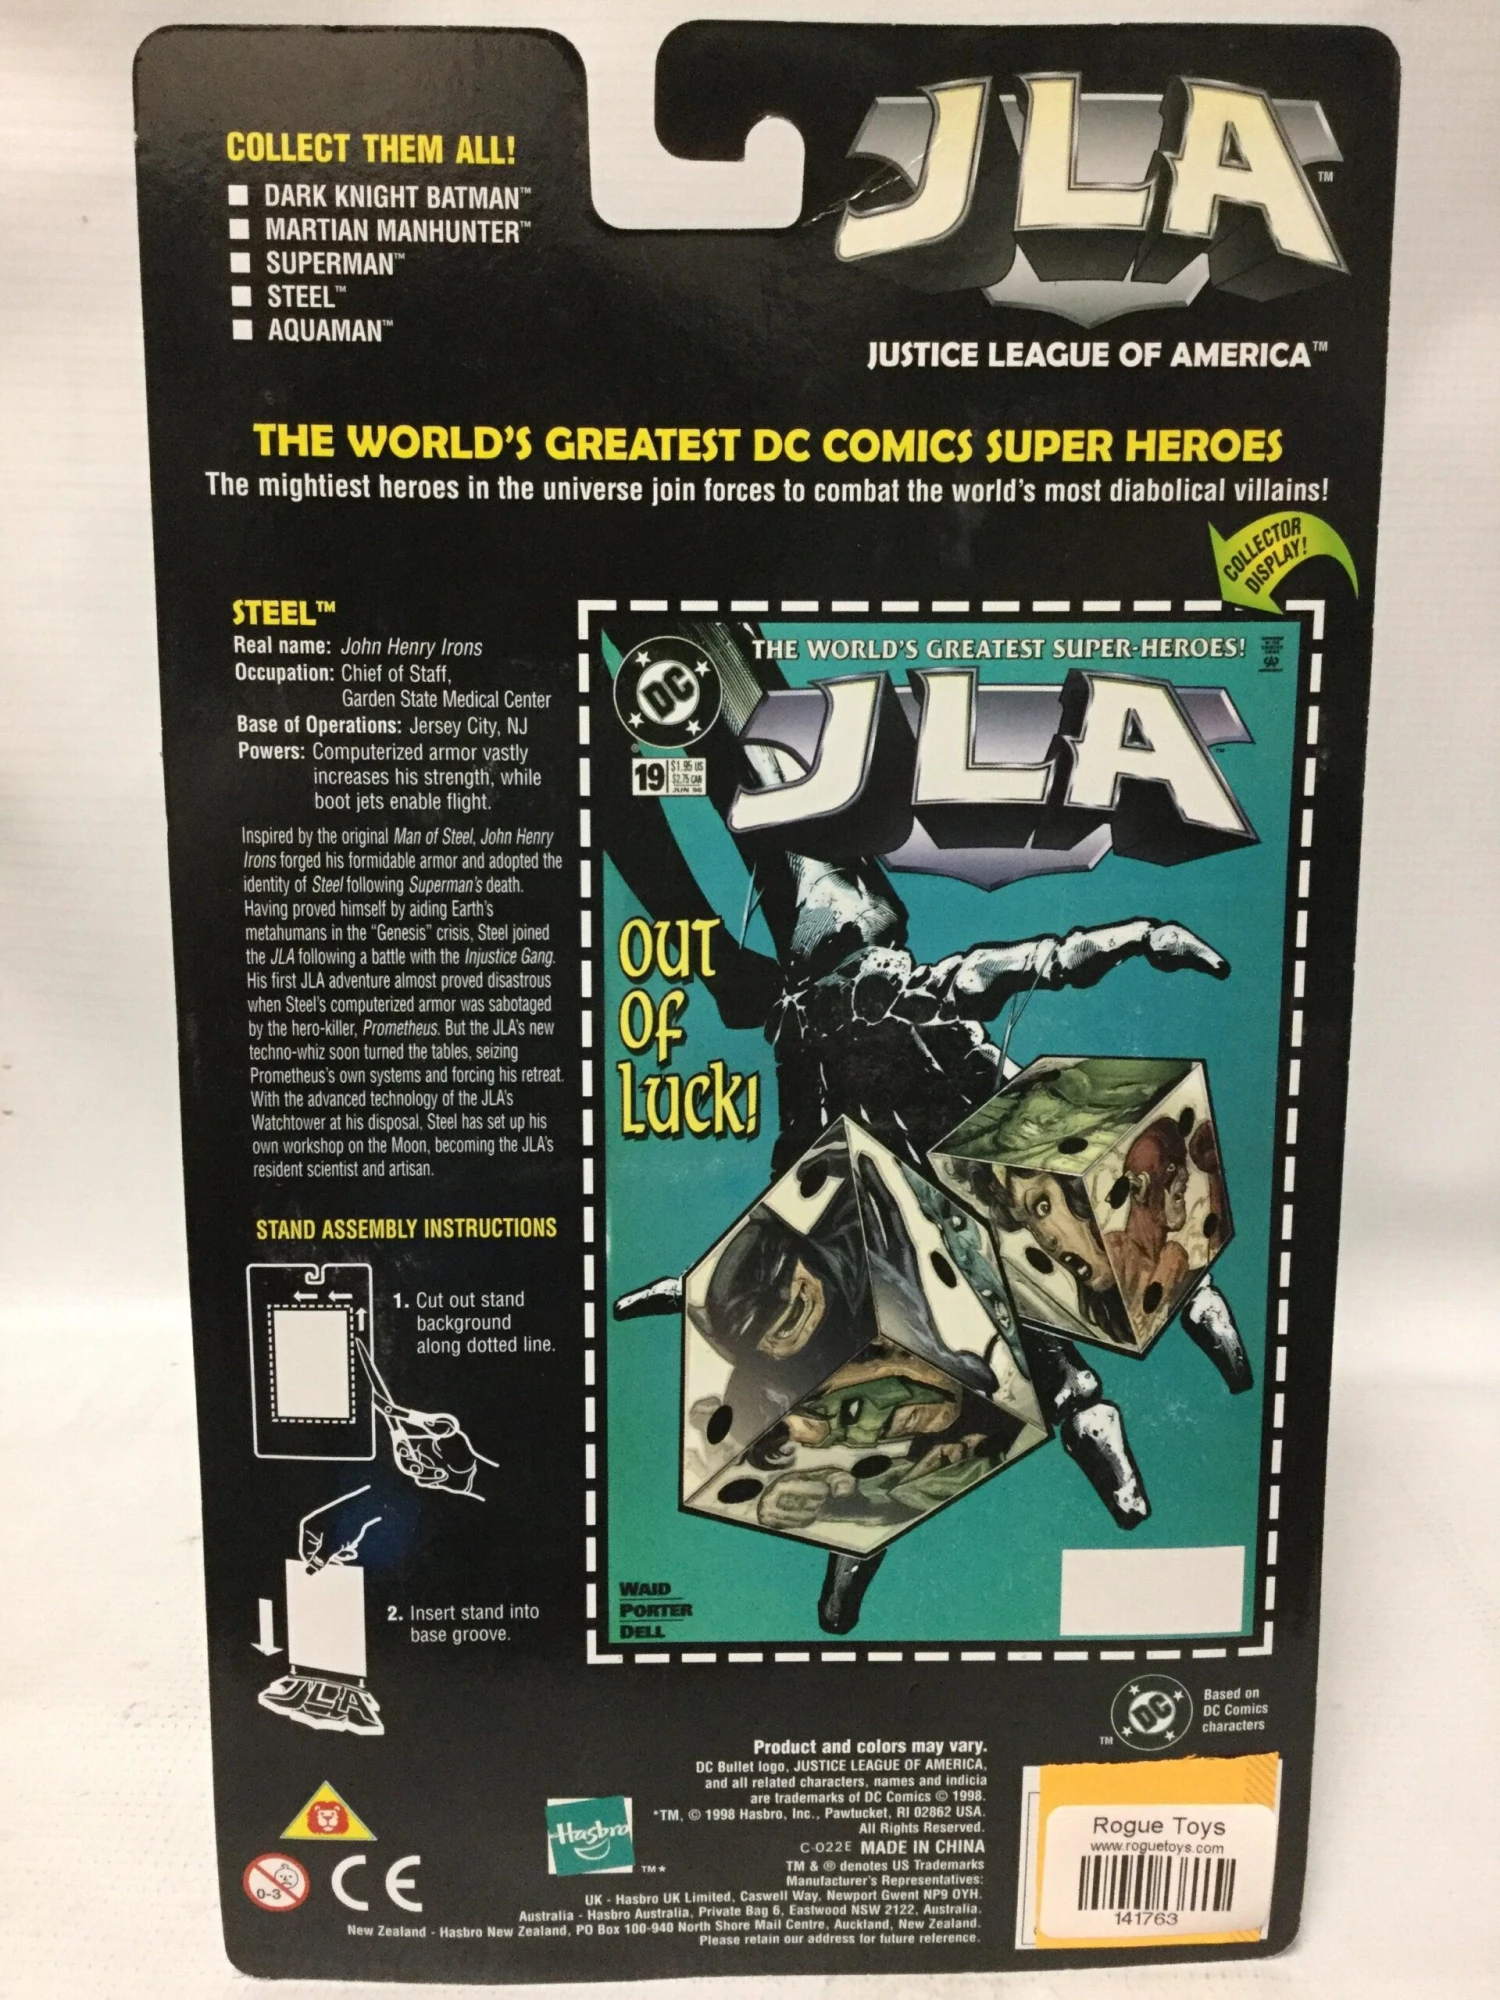 COLLECT THEM ALL!
DARK KNIGHT BATMAN™
MARTIAN MANHUNTER™
SUPERMAN™
STEEL™
AQUAMAN™
JLA™
JUSTICE LEAGUE OF AMERICA™
THE WORLD'S GREATEST DC COMICS SUPER HEROES
The mightiest heroes in the universe join forces to combat the world's most diabolical villains!
COLLECTOR
DISPLAY!
STEEL™
Real name: John Henry Irons
Occupation: Chief of Staff,
Garden State Medical Center
Base of Operations: Jersey City, NJ
Powers: Computerized armor vastly
increases his strength, while
boot jets enable flight.
Inspired by the original Man of Steel, John Henry
Irons forged his formidable armor and adopted the
identity of Steel following Superman's death.
Having proved himself by aiding Earth's
metahumans in the "Genesis" crisis, Steel joined
the JLA following a battle with the Injustice Gang.
His first JLA adventure almost proved disastrous
when Steel's computerized armor was sabotaged
by the hero-killer, Prometheus. But the JLA's new
techno-whiz soon turned the tables, seizing
Prometheus's own systems and forcing his retreat.
With the advanced technology of the JLA's
Watchtower at his disposal, Steel has set up his
own workshop on the Moon, becoming the JLA's
resident scientist and artisan.
STAND ASSEMBLY INSTRUCTIONS
1. Cut out stand
background
along dotted line.
2. Insert stand into
base groove.
JLA
DC
THE WORLD'S GREATEST SUPER-HEROES!
JLA™
19
$1.95 US
$2.75 CAN
JUN 98
OUT
OF
LUCK!
WAID
PORTER
DELL
DC
TM
Based on
DC Comics
characters
Product and colors may vary.
DC Bullet logo, JUSTICE LEAGUE OF AMERICA,
and all related characters, names and indicia
are trademarks of DC Comics © 1998.
*TM, © 1998 Hasbro, Inc., Pawtucket, RI 02862 USA.
All Rights Reserved.
C-022E MADE IN CHINA
TM & ® denotes US Trademarks
Manufacturer's Representatives:
UK - Hasbro UK Limited, Caswell Way, Newport Gwent NP9 0YH.
Australia - Hasbro Australia, Private Bag 6, Eastwood NSW 2122, Australia.
New Zealand - Hasbro New Zealand, PO Box 100-940 North Shore Mail Centre, Auckland, New Zealand.
Please retain our address for future reference.
Hasbro
TM*
0-3
CE
Rogue Toys
www.roguetoys.com
141763